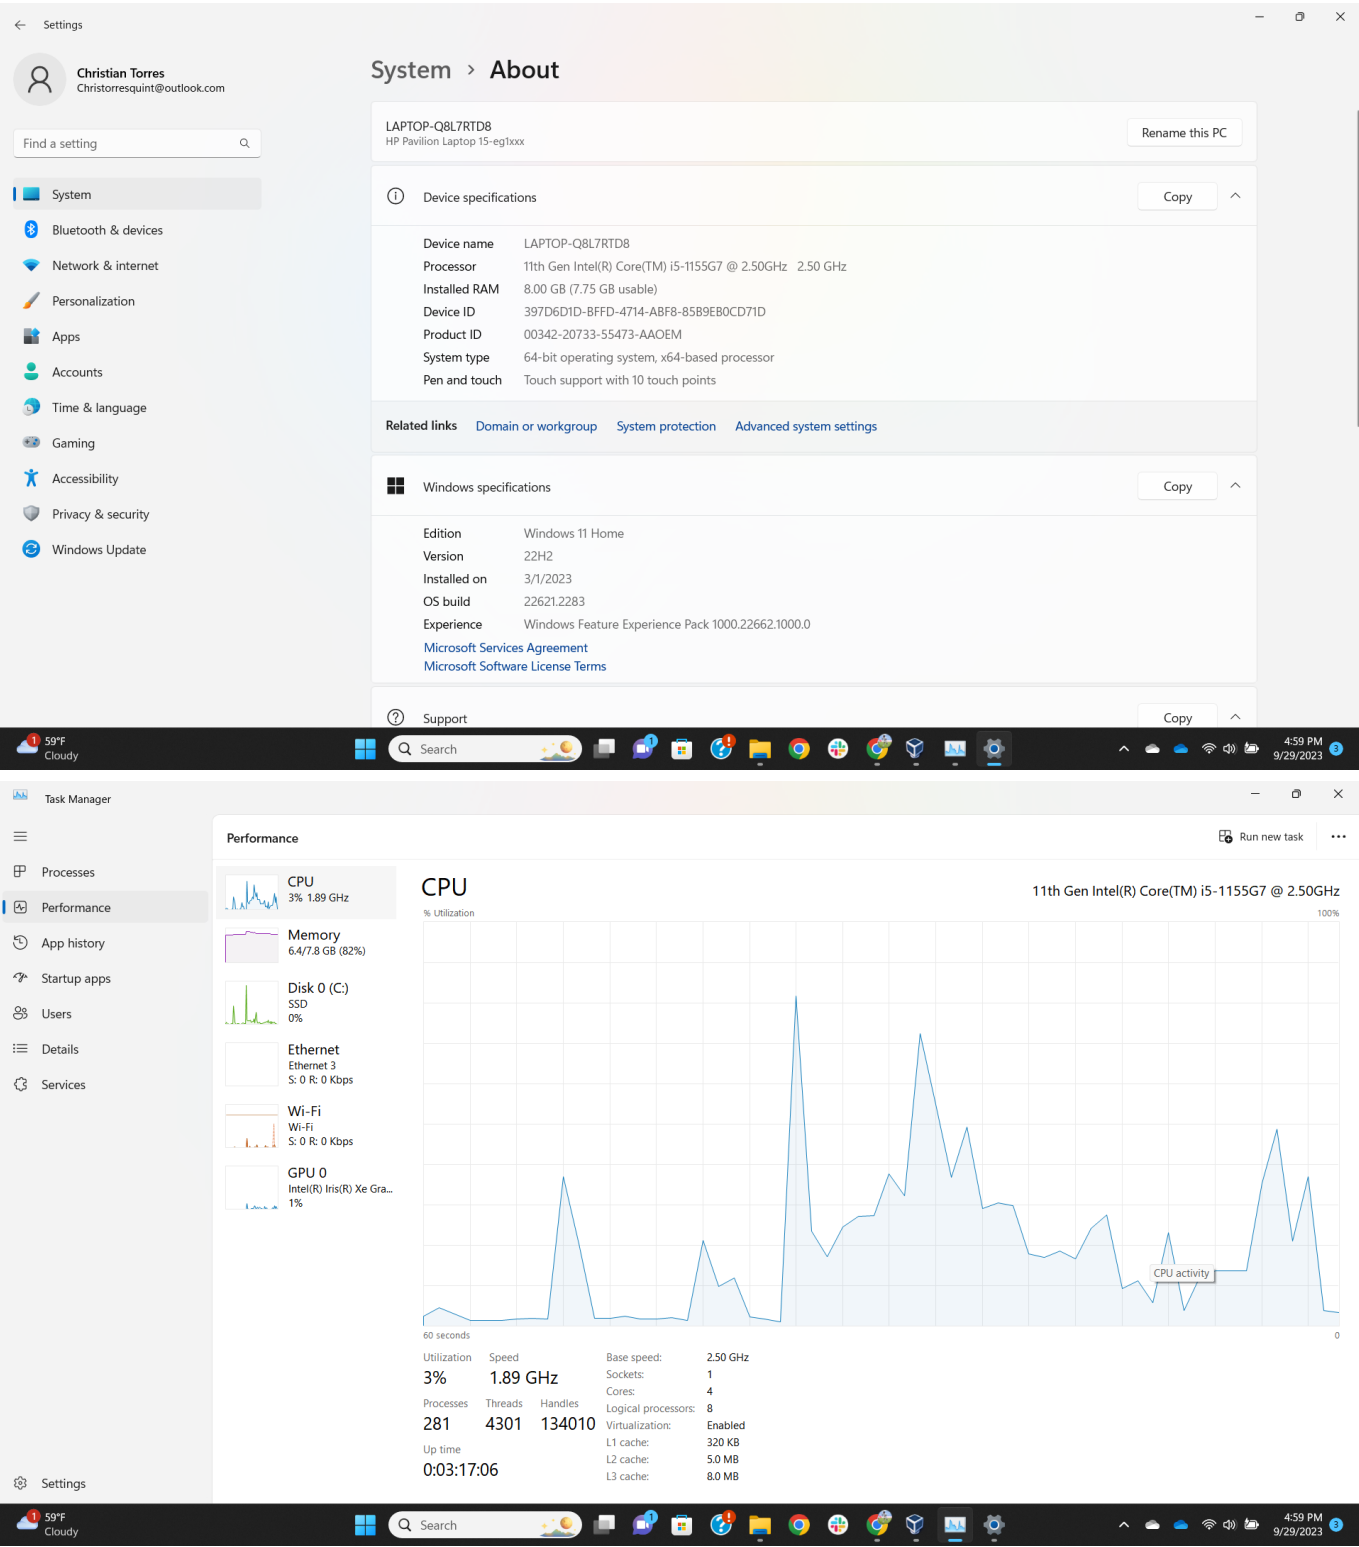 Settings
Christian Torres
Christorresquint@outlook.com
Find a setting
System
Bluetooth & devices
Network & internet
Personalization
Apps
Accounts
Time & language
Gaming
Accessibility
Privacy & security
Windows Update
System > About
LAPTOP-Q8L7RTD8
HP Pavilion Laptop 15-eg1xxx
Rename this PC
Device specifications
Copy
Device name LAPTOP-Q8L7RTD8
Processor 11th Gen Intel(R) Core(TM) i5-1155G7 @ 2.50GHz 2.50 GHz
Installed RAM 8.00 GB (7.75 GB usable)
Device ID 397D6D1D-BFFD-4714-ABF8-85B9EB0CD71D
Product ID 00342-20733-55473-AAOEM
System type 64-bit operating system, x64-based processor
Pen and touch Touch support with 10 touch points
Related links Domain or workgroup System protection Advanced system settings
Windows specifications
Copy
Edition Windows 11 Home
Version 22H2
Installed on 3/1/2023
OS build 22621.2283
Experience Windows Feature Experience Pack 1000.22662.1000.0
Microsoft Services Agreement
Microsoft Software License Terms
Support
Copy
1
59°F
Cloudy
Search
1
4:59 PM
9/29/2023
3
Task Manager
Processes
Performance
App history
Startup apps
Users
Details
Services
Settings
Performance
Run new task
CPU
3% 1.89 GHz
Memory
6.4/7.8 GB (82%)
Disk 0 (C:)
SSD
0%
Ethernet
Ethernet 3
S: 0 R: 0 Kbps
Wi-Fi
Wi-Fi
S: 0 R: 0 Kbps
GPU 0
Intel(R) Iris(R) Xe Gra...
1%
CPU
11th Gen Intel(R) Core(TM) i5-1155G7 @ 2.50GHz
% Utilization
100%
CPU activity
60 seconds
0
Utilization Speed
3% 1.89 GHz
Processes Threads Handles
281 4301 134010
Up time
0:03:17:06
Base speed: 2.50 GHz
Sockets: 1
Cores: 4
Logical processors: 8
Virtualization: Enabled
L1 cache: 320 KB
L2 cache: 5.0 MB
L3 cache: 8.0 MB
1
59°F
Cloudy
Search
1
4:59 PM
9/29/2023
3